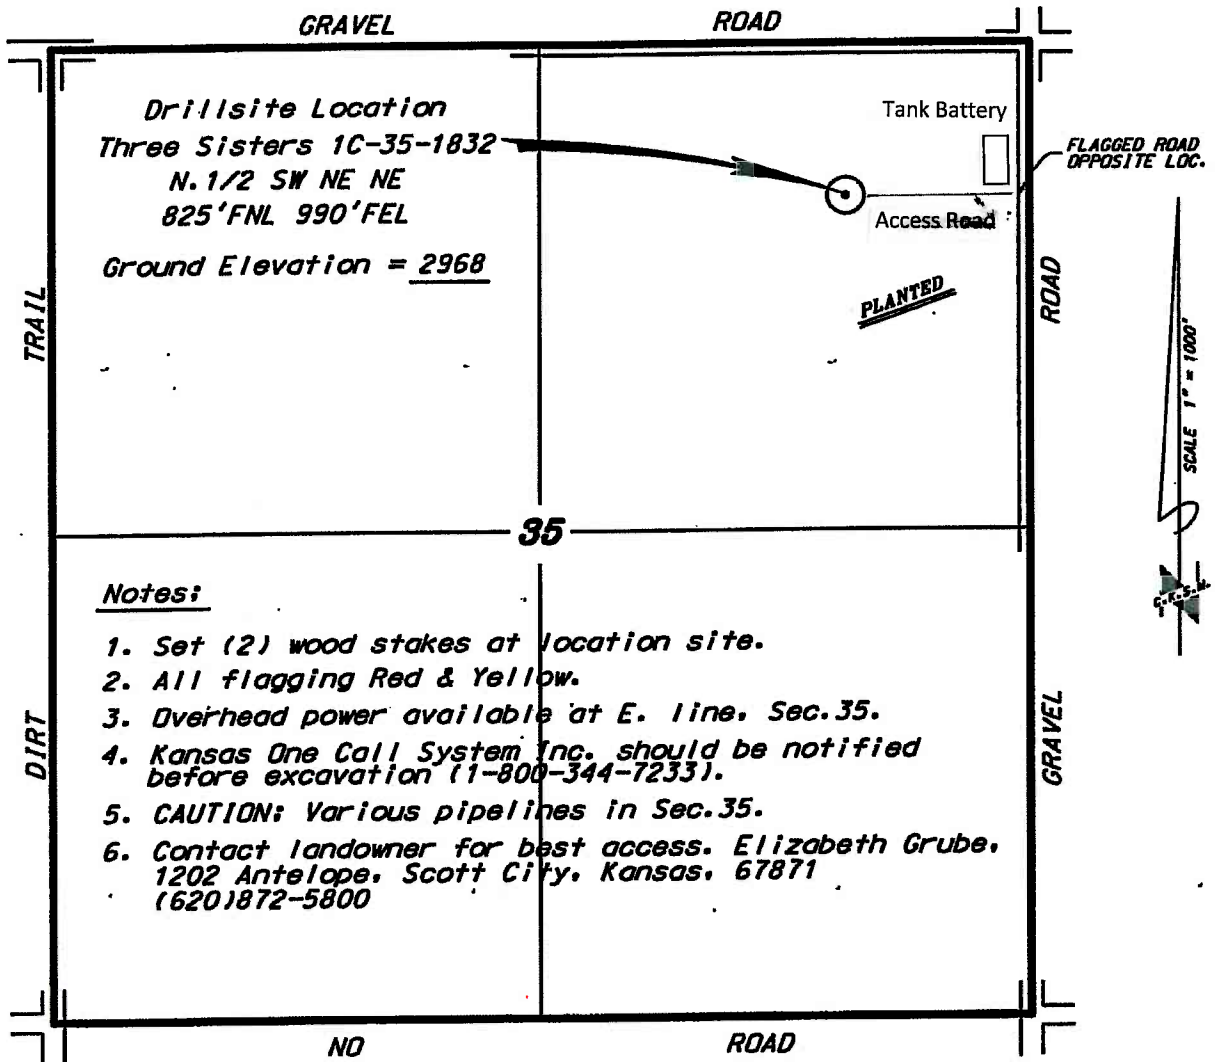 GRAVEL ROAD
Drillsite Location
Three Sisters 1C-35-1832
N. 1/2 SW NE NE
825'FNL 990'FEL
Ground Elevation = 2968
Tank Battery
Access Road
PLANTED
FLAGGED ROAD
OPPOSITE LOC.
TRAIL
ROAD
SCALE 1" = 1000'
35
C.K.S.M.
Notes:
1. Set (2) wood stakes at location site.
2. All flagging Red & Yellow.
3. Overhead power available at E. line, Sec.35.
4. Kansas One Call System Inc. should be notified
before excavation (1-800-344-7233).
5. CAUTION: Various pipelines in Sec.35.
6. Contact landowner for best access. Elizabeth Grube,
1202 Antelope, Scott City, Kansas, 67871
(620)872-5800
DIRT
GRAVEL
NO ROAD